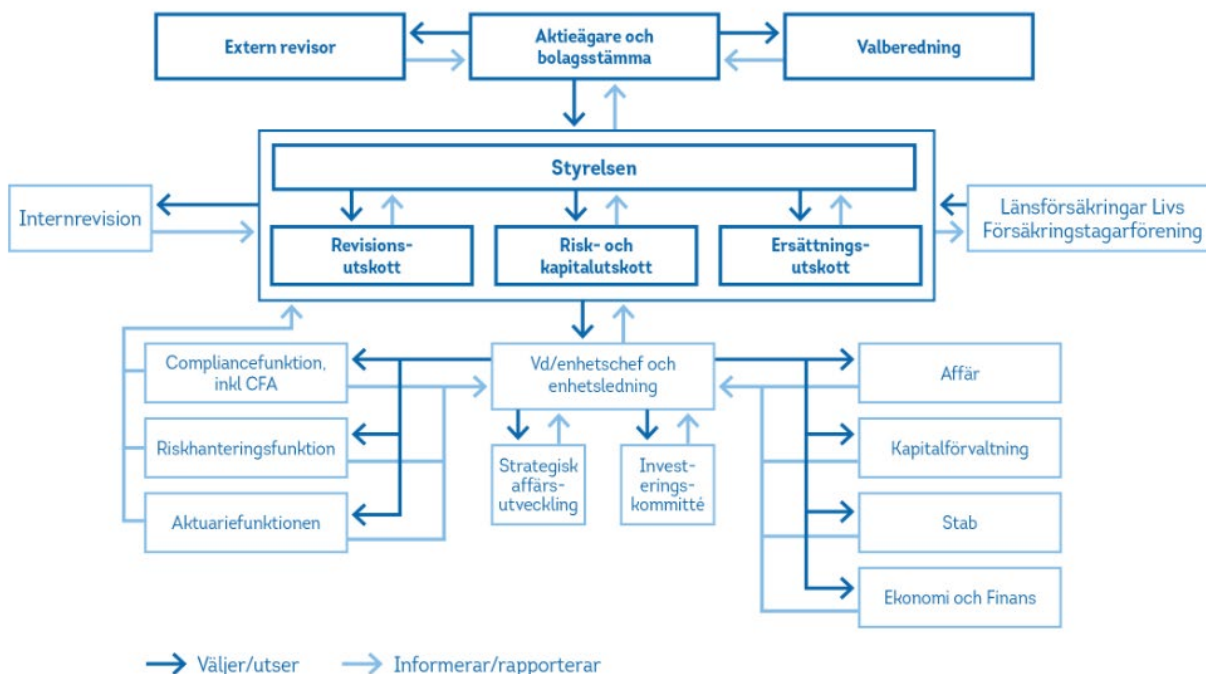 Extern revisor
Aktieägare och
bolagsstämma
Valberedning
Styrelsen
Internrevision
Länsförsäkringar Livs
Försäkringstagarförening
Revisions-
utskott
Risk- och
kapitalutskott
Ersättnings-
utskott
Compliancefunktion,
inkl CFA
Vd/enhetschef och
enhetsledning
Affär
Riskhanteringsfunktion
Strategisk
affärs-
utveckling
Invest-
erings-
kommitté
Kapitalförvaltning
Aktuariefunktionen
Stab
Ekonomi och Finans
Väljer/utser
Informerar/rapporterar